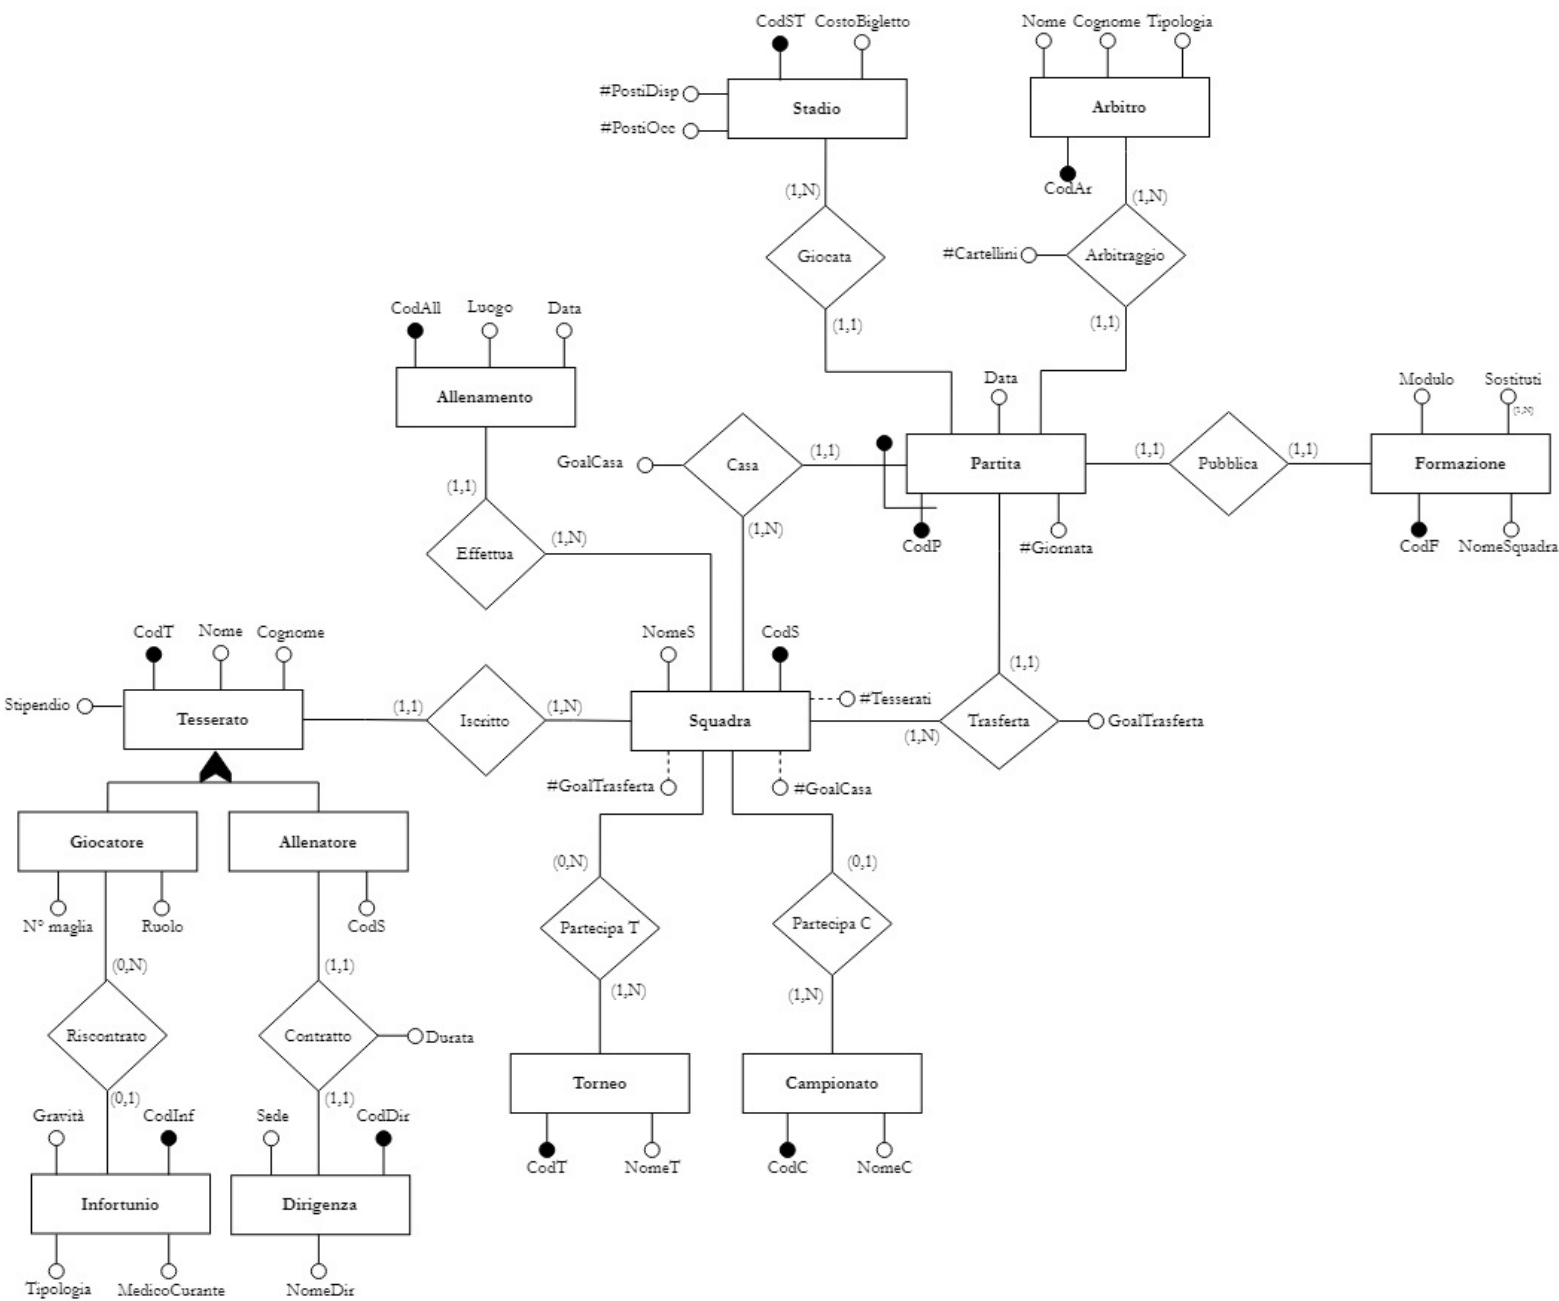 CodST CostoBigletto
Nome Cognome Tipologia
#PostiDisp
Stadio
Arbitro
#PostiOcc
CodAr
(1,N)
(1,N)
Giocata
#Cartellini
Arbitraggio
(1,1)
(1,1)
CodAll Luogo Data
Allenamento
Data
Modulo Sostituti
(1,N)
GoalCasa
Casa
(1,1)
Partita
(1,1)
Pubblica
(1,1)
Formazione
(1,1)
(1,N)
(1,N)
Effettua
CodP
#Giornata
CodF NomeSquadra
CodT Nome Cognome
NomeS CodS
(1,1)
Stipendio
Tesserato
(1,1)
Iscritto
(1,N)
Squadra
#Tesserati
(1,N)
Trasferta
GoalTrasferta
#GoalTrasferta
#GoalCasa
Giocatore
Allenatore
(0,N)
(0,1)
N° maglia Ruolo
CodS
Partecipa T
Partecipa C
(0,N)
(1,1)
(1,N)
(1,N)
Riscontrato
Contratto
Durata
Torneo
Campionato
(0,1)
(1,1)
Gravità CodInf
Sede CodDir
CodT NomeT
CodC NomeC
Infortunio
Dirigenza
Tipologia MedicoCurante
NomeDir